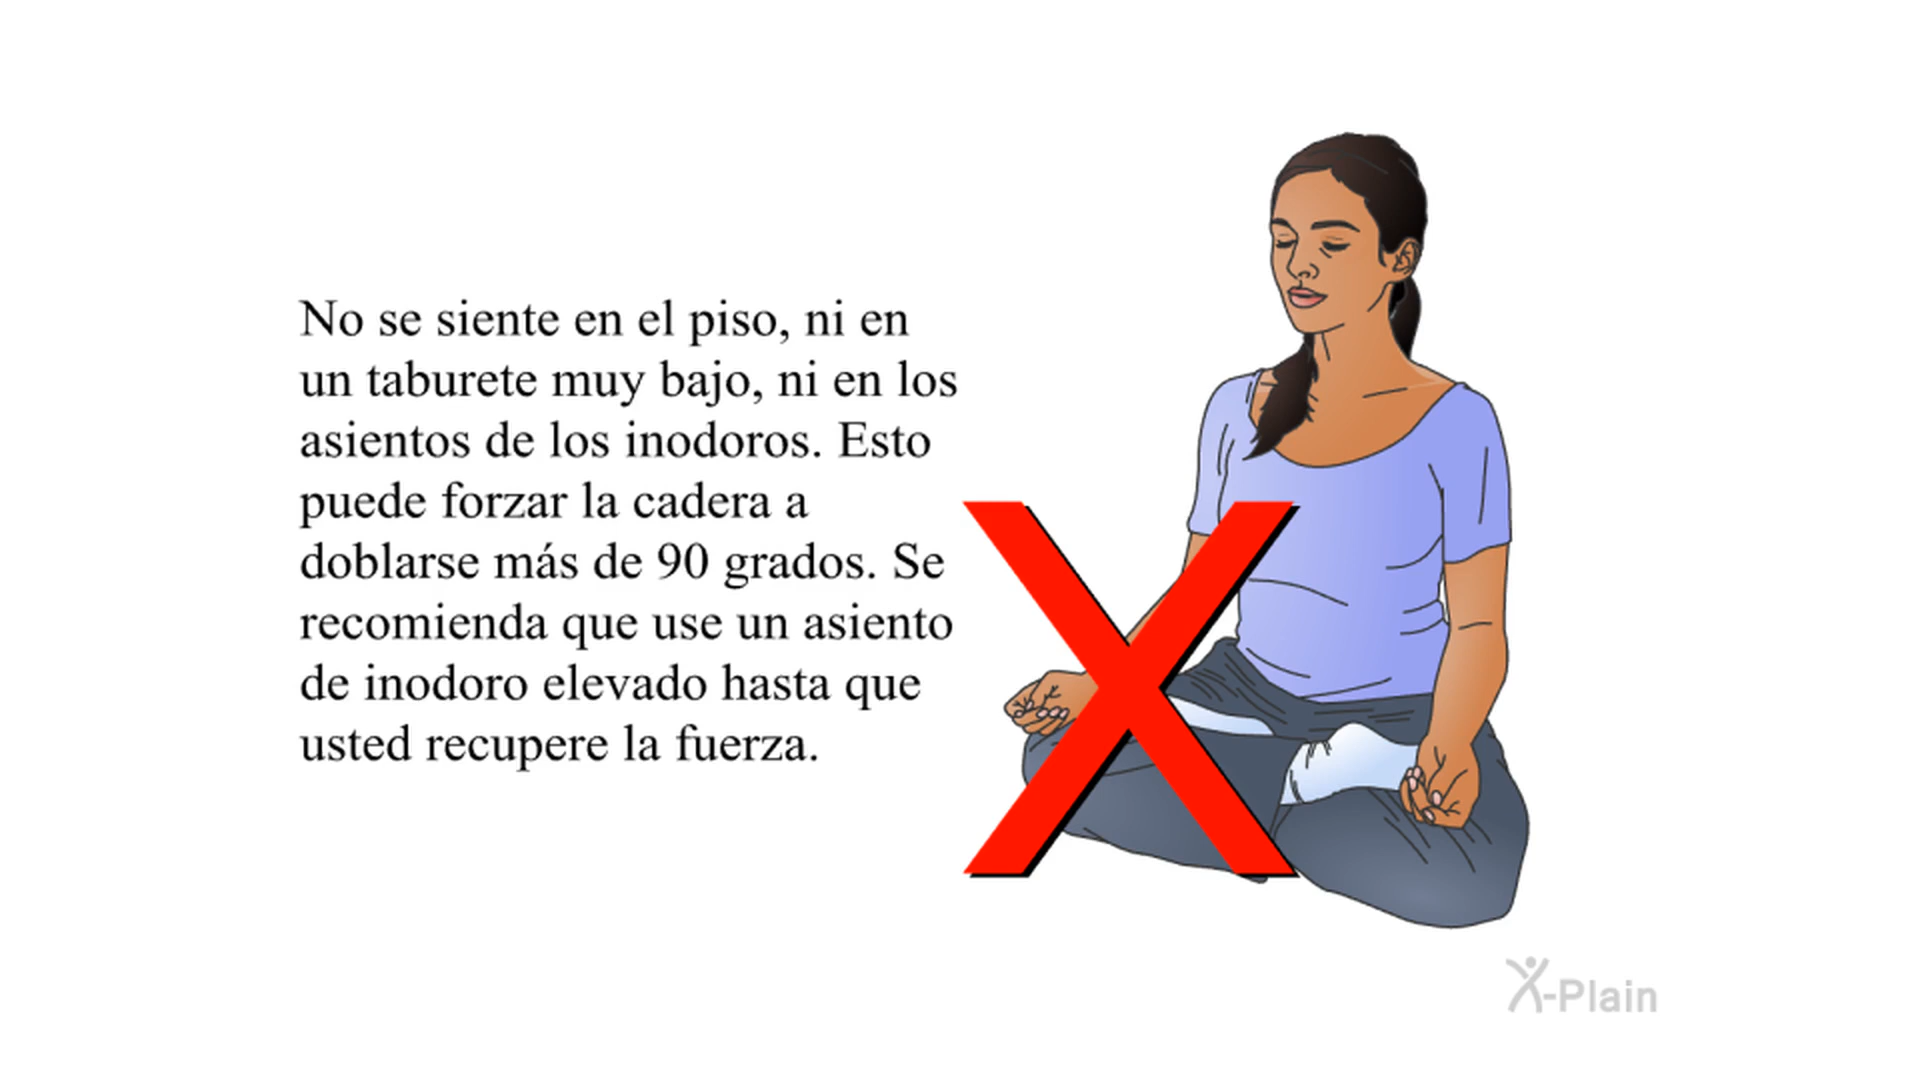 No se siente en el piso, ni en
un taburete muy bajo, ni en los
asientos de los inodoros. Esto
puede forzar la cadera a
doblarse más de 90 grados. Se
recomienda que use un asiento
de inodoro elevado hasta que
usted recupere la fuerza.
X-Plain